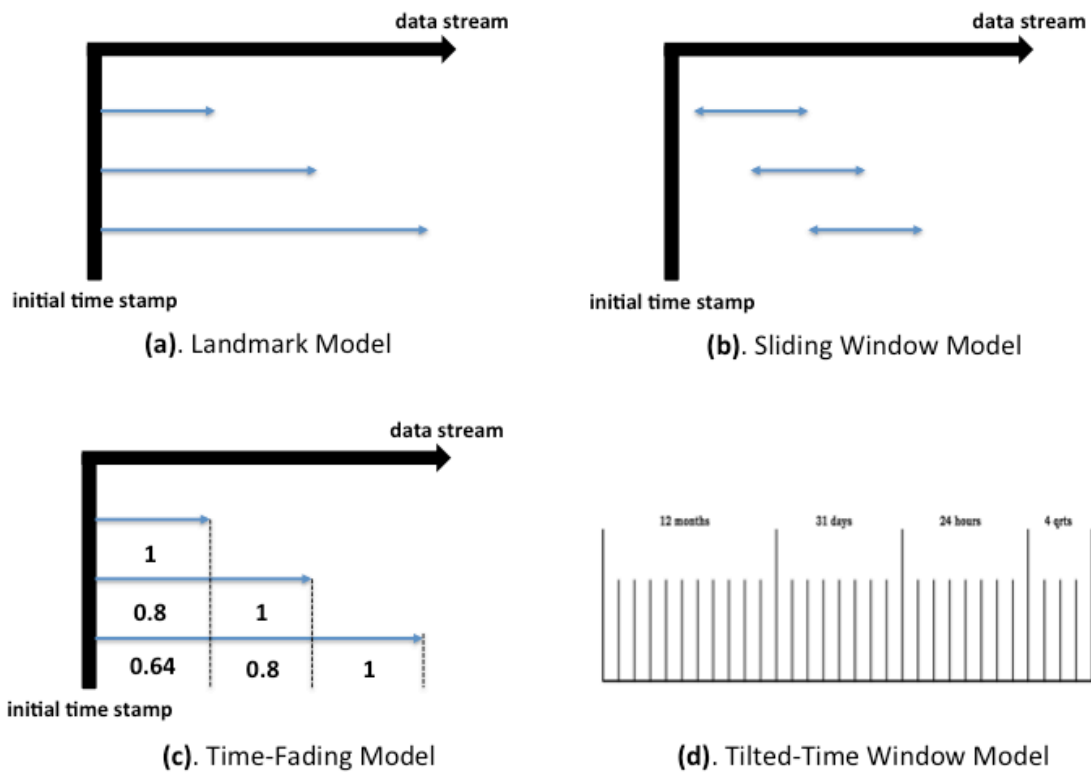 data stream
initial time stamp
(a). Landmark Model
data stream
initial time stamp
(b). Sliding Window Model
data stream
1
0.8 1
0.64 0.8 1
initial time stamp
(c). Time-Fading Model
12 months 31 days 24 hours 4 qrts
(d). Tilted-Time Window Model